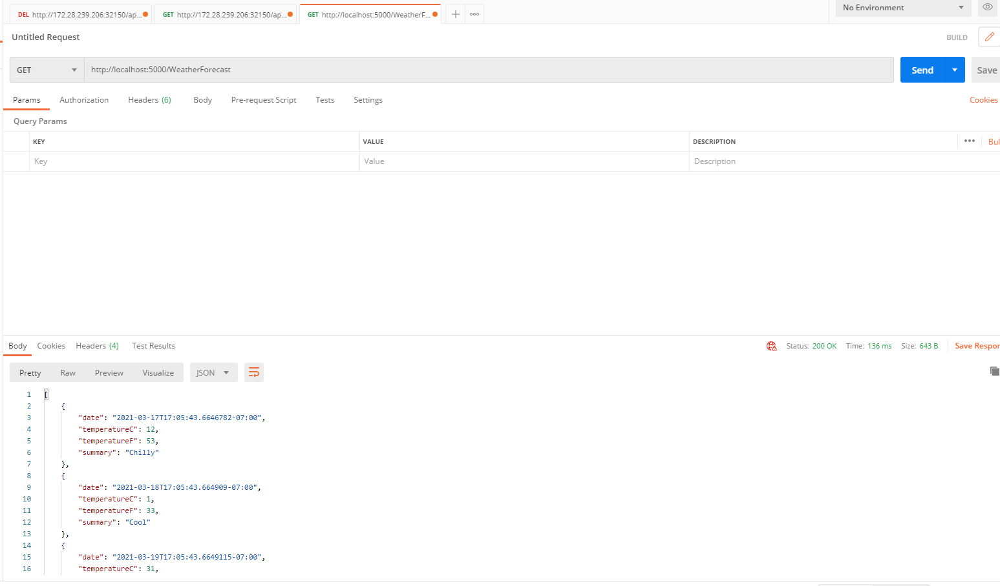 DEL http://172.28.239.206:32150/ap... GET http://172.28.239.206:32150/ap... GET http://localhost:5000/WeatherF... No Environment
Untitled Request BUILD
GET http://localhost:5000/WeatherForecast Send Save
Params Authorization Headers (6) Body Pre-request Script Tests Settings Cookies
Query Params
KEY VALUE DESCRIPTION Bul
Key Value Description
Body Cookies Headers (4) Test Results Status: 200 OK Time: 136 ms Size: 643 B Save Respor
Pretty Raw Preview Visualize JSON
1 [
2 {
3 "date": "2021-03-17T17:05:43.6646782-07:00",
4 "temperatureC": 12,
5 "temperatureF": 53,
6 "summary": "Chilly"
7 },
8 {
9 "date": "2021-03-18T17:05:43.664909-07:00",
10 "temperatureC": 1,
11 "temperatureF": 33,
12 "summary": "Cool"
13 },
14 {
15 "date": "2021-03-19T17:05:43.6649115-07:00",
16 "temperatureC": 31,